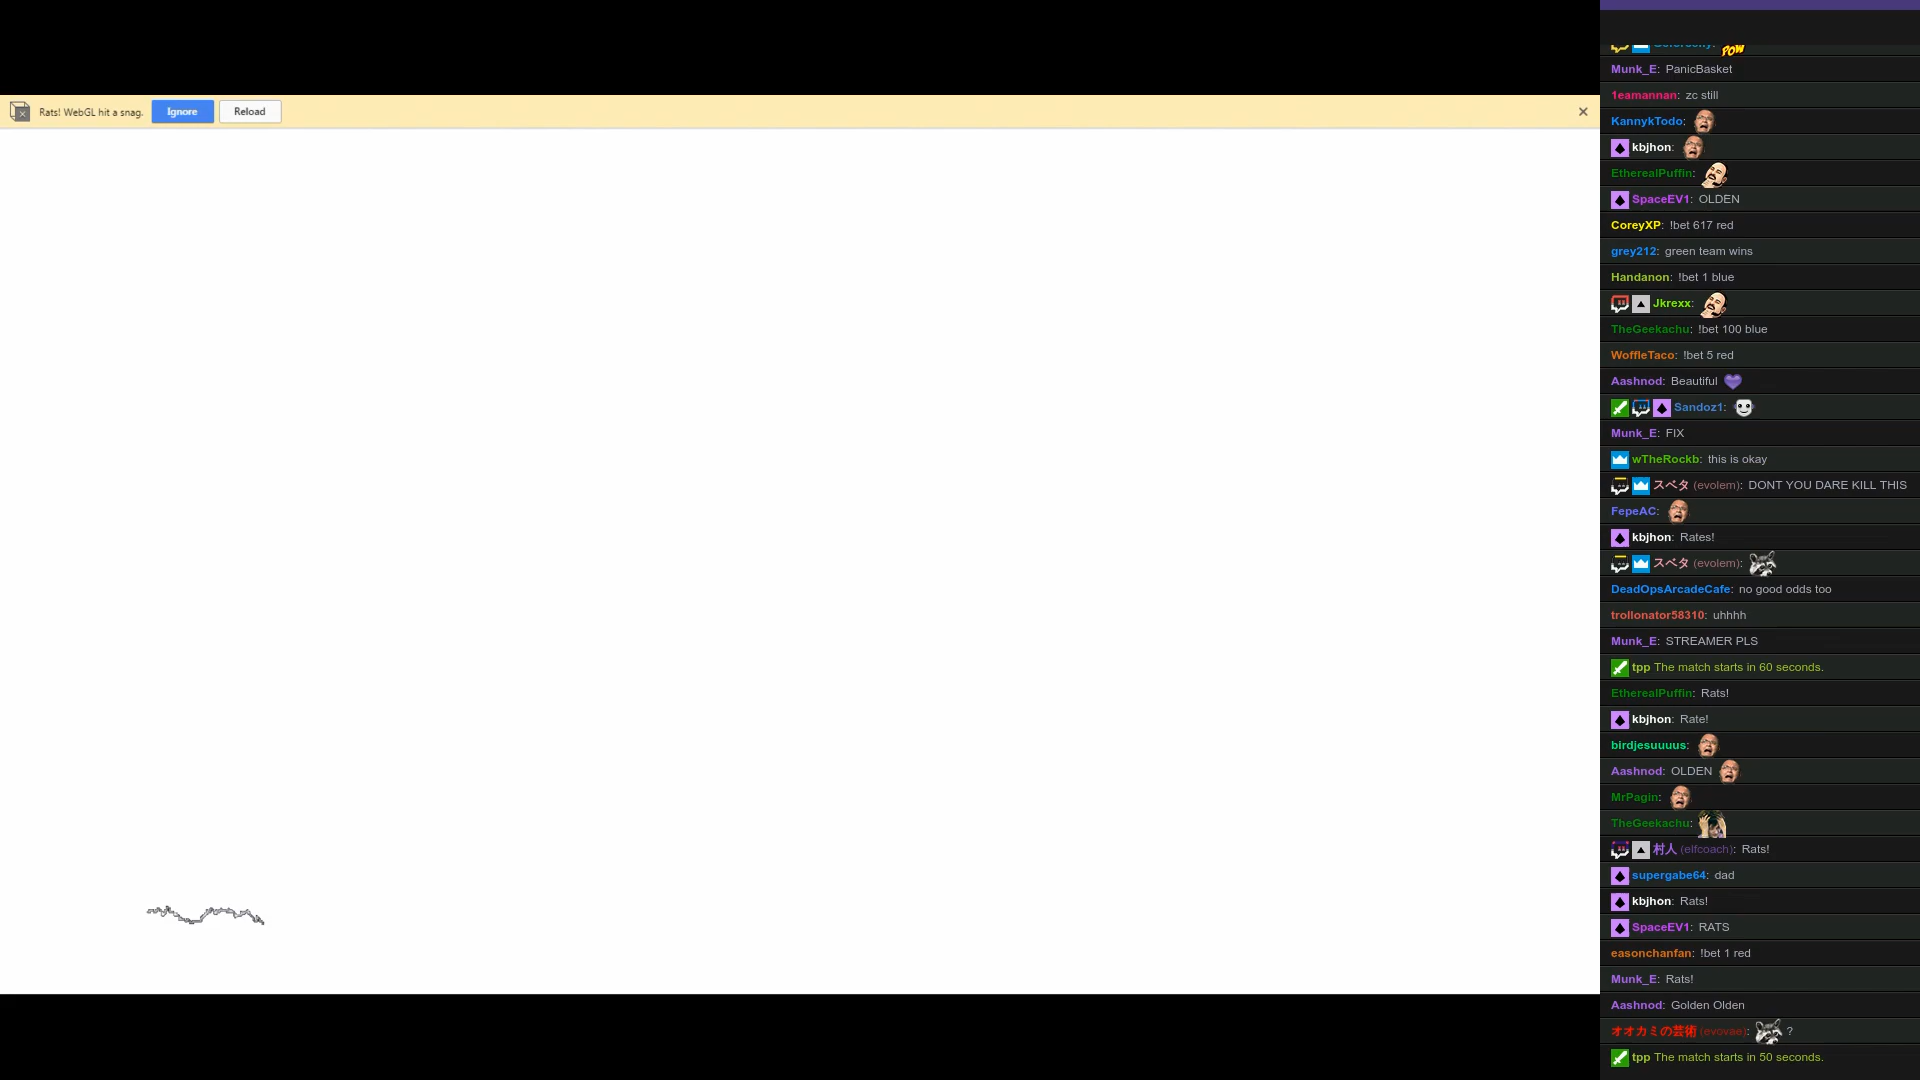 Rats! WebGL hit a snag. Ignore Reload
POW
Munk_E: PanicBasket
1eamannan: zc still
KannykTodo:
kbjhon:
EtherealPuffin:
SpaceEV1: OLDEN
CoreyXP: !bet 617 red
grey212: green team wins
Handanon: !bet 1 blue
Jkrexx:
TheGeekachu: !bet 100 blue
WoffleTaco: !bet 5 red
Aashnod: Beautiful
Sandoz1:
Munk_E: FIX
wTheRockb: this is okay
スベタ (evolem): DONT YOU DARE KILL THIS
FepeAC:
kbjhon: Rates!
スベタ (evolem):
DeadOpsArcadeCafe: no good odds too
trollonator58310: uhhhh
Munk_E: STREAMER PLS
tpp The match starts in 60 seconds.
EtherealPuffin: Rats!
kbjhon: Rate!
birdjesuuuus:
Aashnod: OLDEN
MrPagin:
TheGeekachu:
村人 (elfcoach): Rats!
supergabe64: dad
kbjhon: Rats!
SpaceEV1: RATS
easonchanfan: !bet 1 red
Munk_E: Rats!
Aashnod: Golden Olden
オオカミの芸術 (evovae): ?
tpp The match starts in 50 seconds.